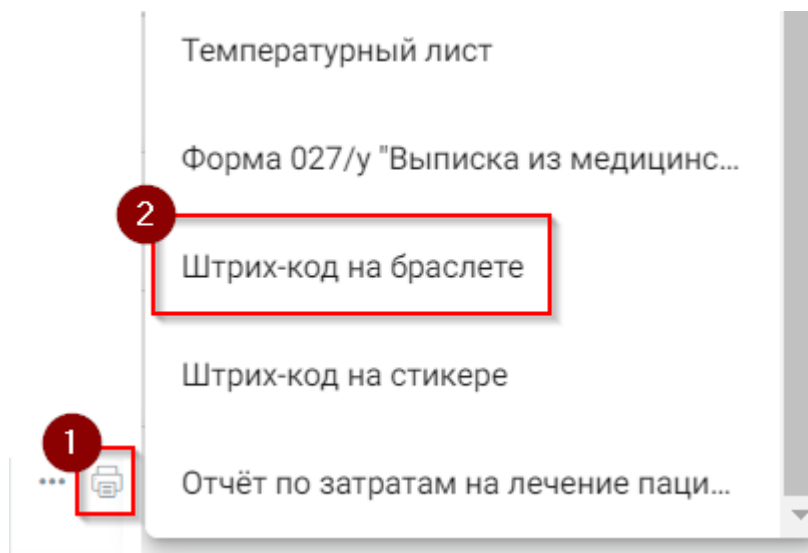 Температурный лист
Форма 027/у "Выписка из медицинс...
2
Штрих-код на браслете
Штрих-код на стикере
1
... Отчёт по затратам на лечение паци...